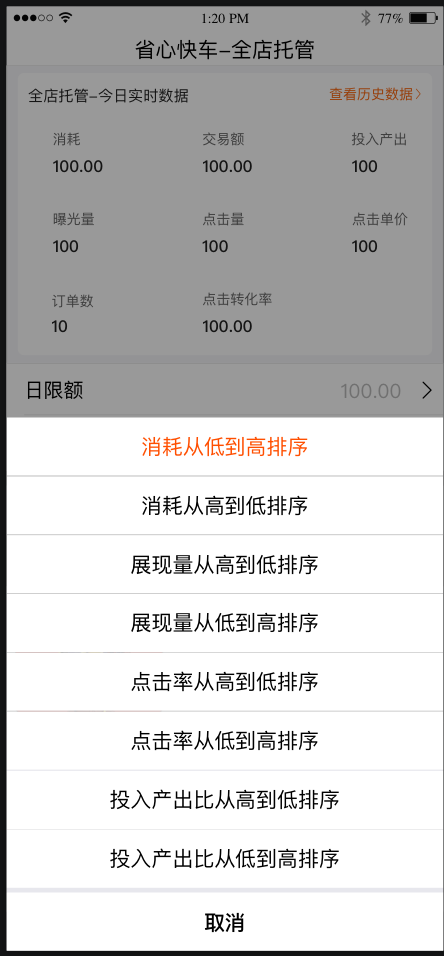 1:20 PM 77%
省心快车-全店托管
全店托管-今日实时数据 查看历史数据
消耗 交易额 投入产出
100.00 100.00 100
曝光量 点击量 点击单价
100 100 100
订单数 点击转化率
10 100.00
日限额 100.00
消耗从低到高排序
消耗从高到低排序
展现量从高到低排序
展现量从低到高排序
点击率从高到低排序
点击率从低到高排序
投入产出比从高到低排序
投入产出比从低到高排序
取消